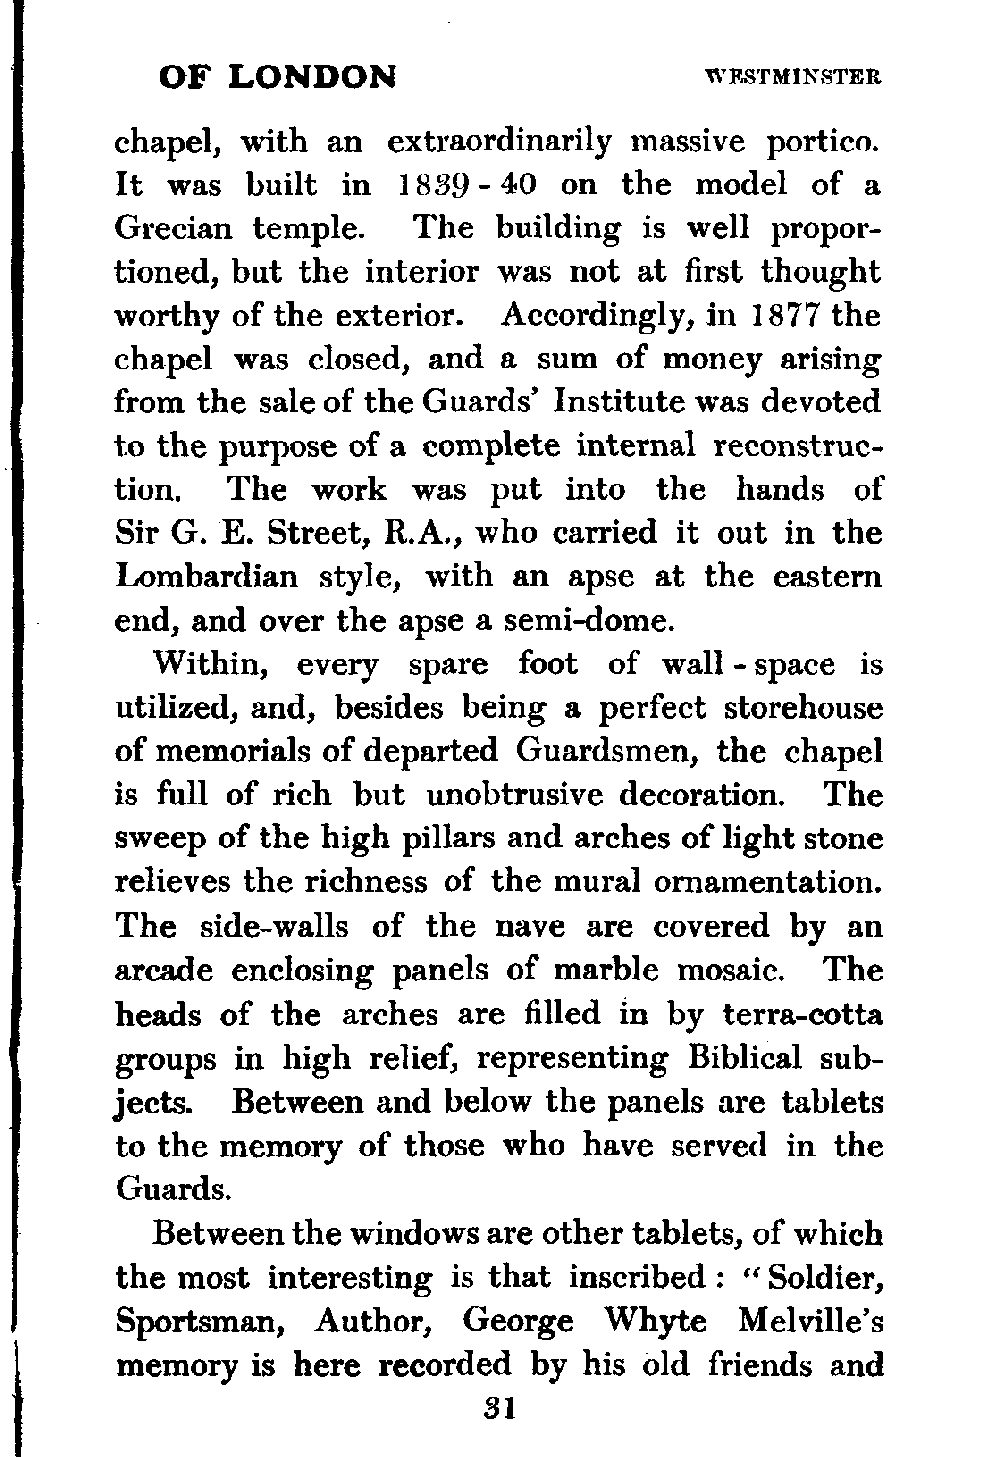 OF LONDON WESTMINSTER
chapel, with an extraordinarily massive portico.
It was built in 1839-40 on the model of a
Grecian temple. The building is well propor-
tioned, but the interior was not at first thought
worthy of the exterior. Accordingly, in 1877 the
chapel was closed, and a sum of money arising
from the sale of the Guards' Institute was devoted
to the purpose of a complete internal reconstruc-
tion. The work was put into the hands of
Sir G. E. Street, R.A., who carried it out in the
Lombardian style, with an apse at the eastern
end, and over the apse a semi-dome.
Within, every spare foot of wall-space is
utilized, and, besides being a perfect storehouse
of memorials of departed Guardsmen, the chapel
is full of rich but unobtrusive decoration. The
sweep of the high pillars and arches of light stone
relieves the richness of the mural ornamentation.
The side-walls of the nave are covered by an
arcade enclosing panels of marble mosaic. The
heads of the arches are filled in by terra-cotta
groups in high relief, representing Biblical sub-
jects. Between and below the panels are tablets
to the memory of those who have served in the
Guards.
Between the windows are other tablets, of which
the most interesting is that inscribed : "Soldier,
Sportsman, Author, George Whyte Melville's
memory is here recorded by his old friends and
31